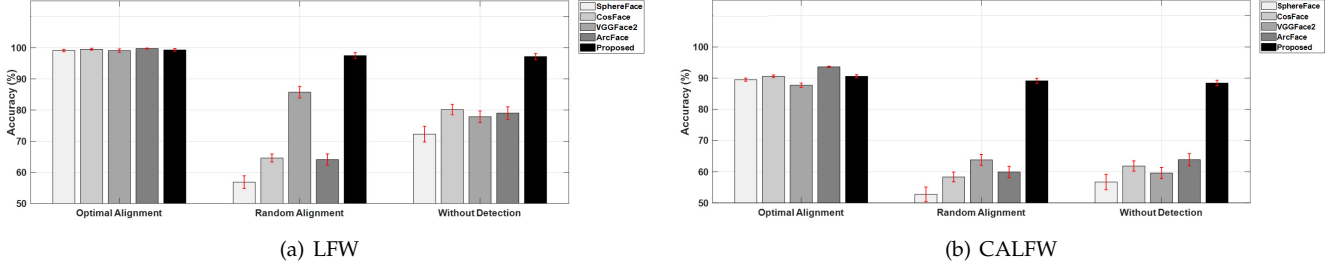 Accuracy (%)
100
90
80
70
60
50
Optimal Alignment Random Alignment Without Detection
SphereFace
CosFace
VGGFace2
ArcFace
Proposed
(a) LFW
Accuracy (%)
100
90
80
70
60
50
Optimal Alignment Random Alignment Without Detection
SphereFace
CosFace
VGGFace2
ArcFace
Proposed
(b) CALFW